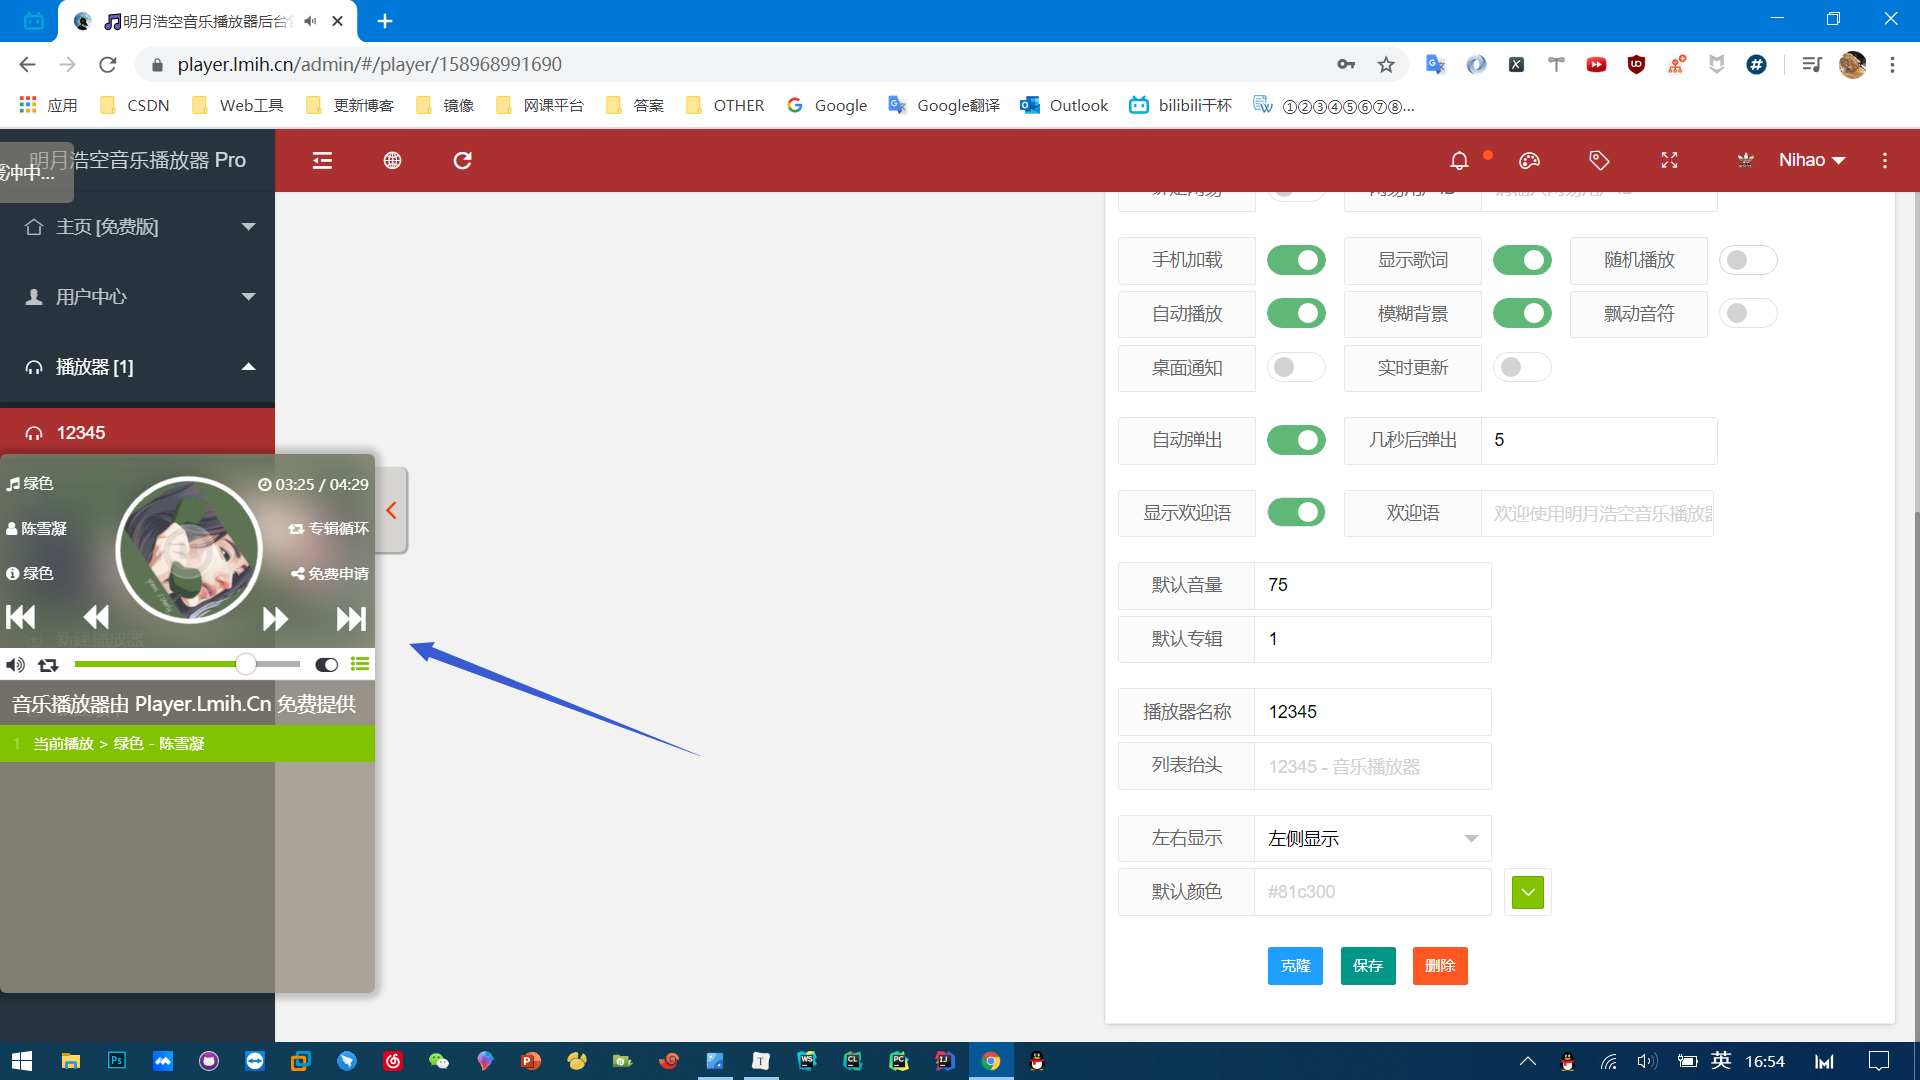 🎵明月浩空音乐播放器后台管
player.lmih.cn/admin/#/player/158968991690
应用 CSDN Web工具 更新博客 镜像 网课平台 答案 OTHER Google Google翻译 Outlook bilibili干杯 ①②③④⑤⑥⑦⑧...
明月浩空音乐播放器 Pro
缓冲中...
Nihao
主页 [免费版]
用户中心
播放器 [1]
12345
绿色
03:25 / 04:29
陈雪凝
专辑循环
绿色
免费申请
新建播放器
音乐播放器由 Player.Lmih.Cn 免费提供
1 当前播放 > 绿色 - 陈雪凝
手机加载 显示歌词 随机播放
自动播放 模糊背景 飘动音符
桌面通知 实时更新
自动弹出 几秒后弹出 5
显示欢迎语 欢迎语 欢迎使用明月浩空音乐播放器
默认音量 75
默认专辑 1
播放器名称 12345
列表抬头 12345 - 音乐播放器
左右显示 左侧显示
默认颜色 #81c300
克隆 保存 删除
英 16:54